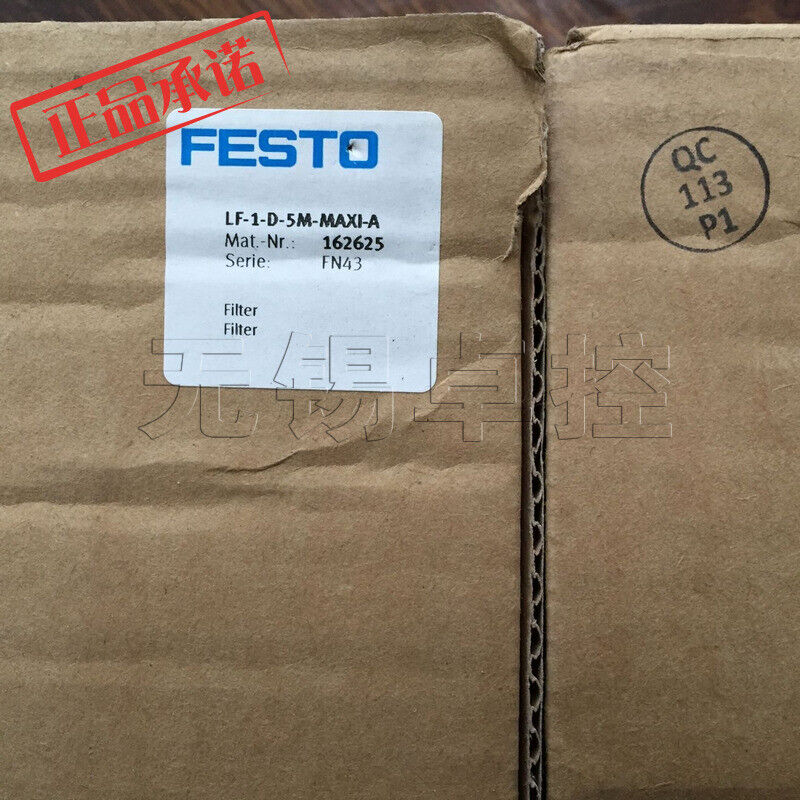 正品承诺
FESTO
LF-1-D-5M-MAXI-A
Mat.-Nr.: 162625
Serie: FN43
Filter
Filter
QC
113
P1
无锡卓控